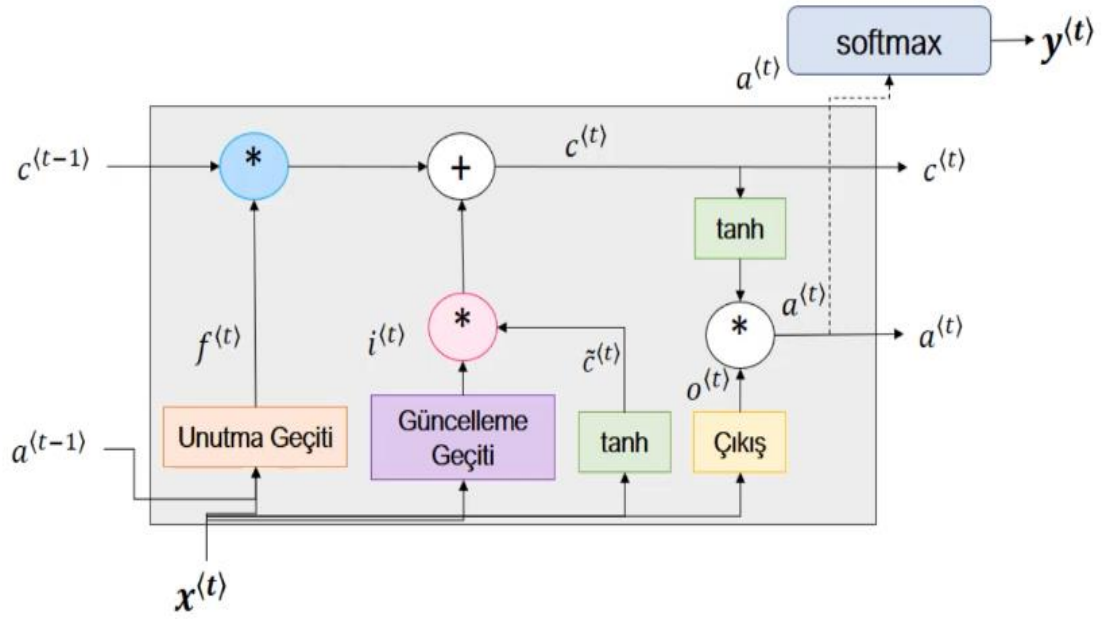 softmax
y⟨t⟩
a⟨t⟩
c⟨t−1⟩
*
+
c⟨t⟩
c⟨t⟩
tanh
f⟨t⟩
i⟨t⟩
*
c̃⟨t⟩
*
a⟨t⟩
a⟨t⟩
o⟨t⟩
a⟨t−1⟩
Unutma Geçiti
Güncelleme
Geçiti
tanh
Çıkış
x⟨t⟩